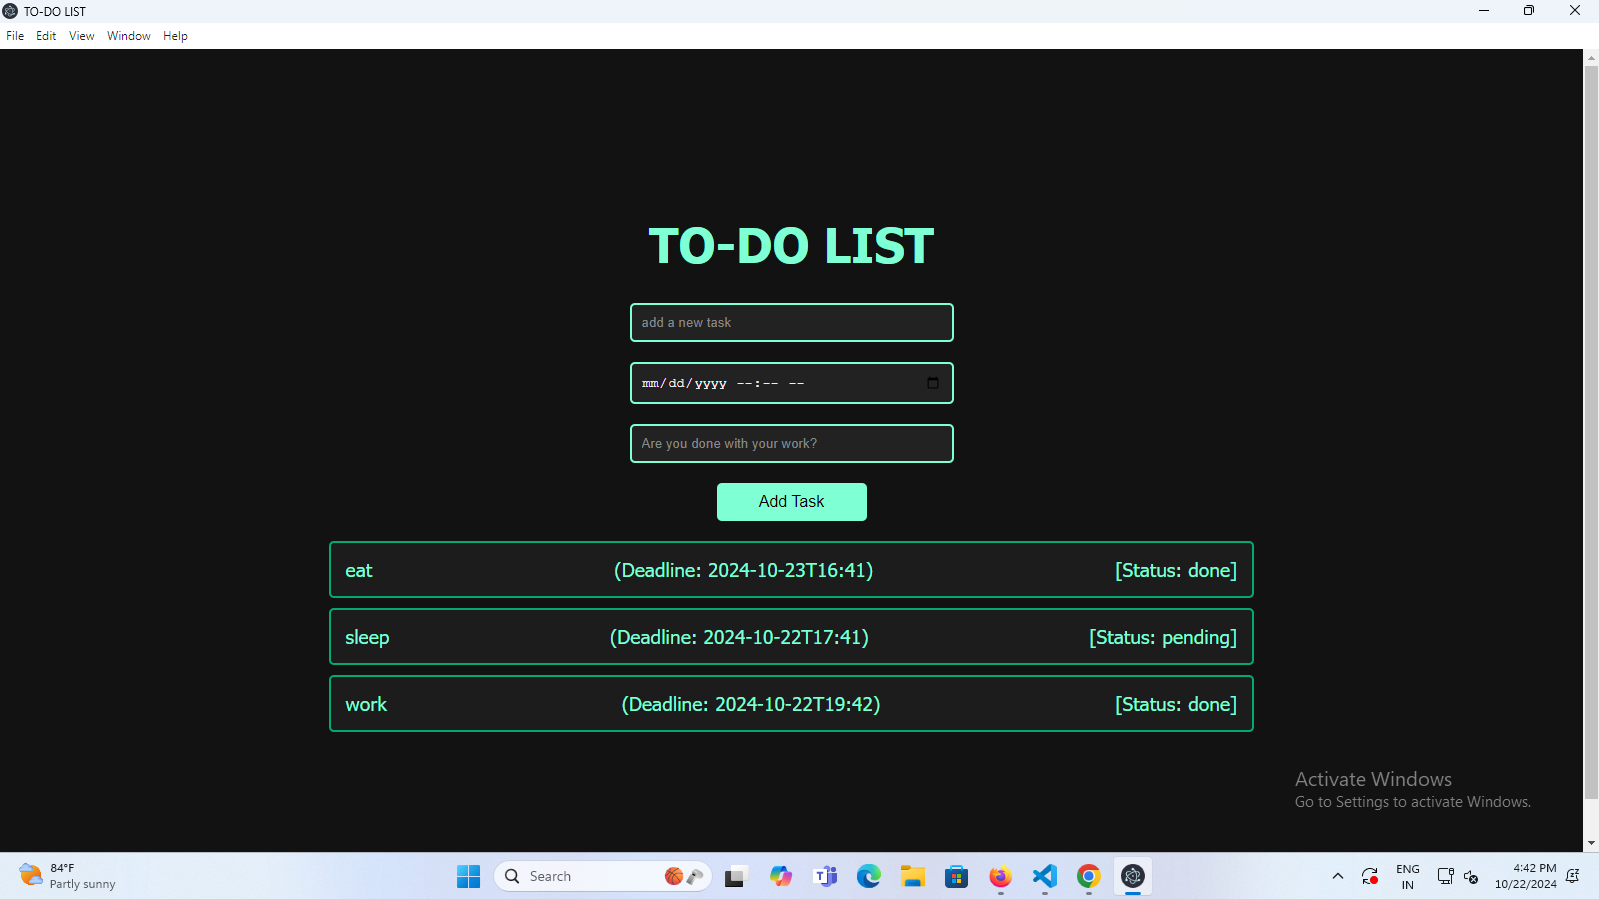 TO-DO LIST
File Edit View Window Help
TO-DO LIST
add a new task
mm/dd/yyyy --:-- --
Are you done with your work?
Add Task
eat (Deadline: 2024-10-23T16:41) [Status: done]
sleep (Deadline: 2024-10-22T17:41) [Status: pending]
work (Deadline: 2024-10-22T19:42) [Status: done]
Activate Windows
Go to Settings to activate Windows.
84°F
Partly sunny
Search
ENG
IN
4:42 PM
10/22/2024